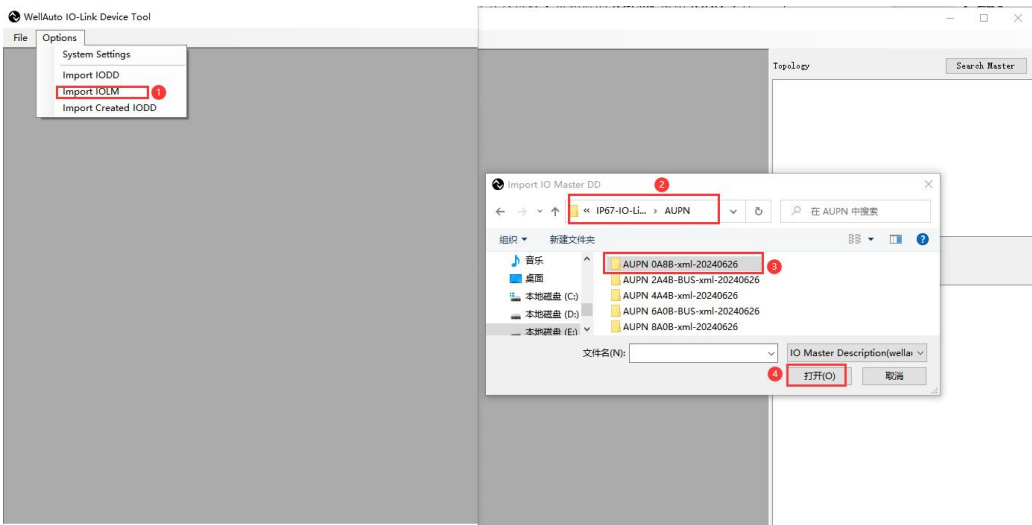 WellAuto IO-Link Device Tool
File Options
System Settings
Import IODD
Import IOLM
1
Import Created IODD
Topology
Search Master
Import IO Master DD
2
« IP67-IO-Li... › AUPN
在 AUPN 中搜索
组织 新建文件夹
音乐
桌面
本地磁盘 (C:)
本地磁盘 (D:)
本地磁盘 (E:)
AUPN 0A8B-xml-20240626
3
AUPN 2A4B-BUS-xml-20240626
AUPN 4A4B-xml-20240626
AUPN 6A0B-BUS-xml-20240626
AUPN 8A0B-xml-20240626
文件名(N):
IO Master Description(wella
4
打开(O)
取消